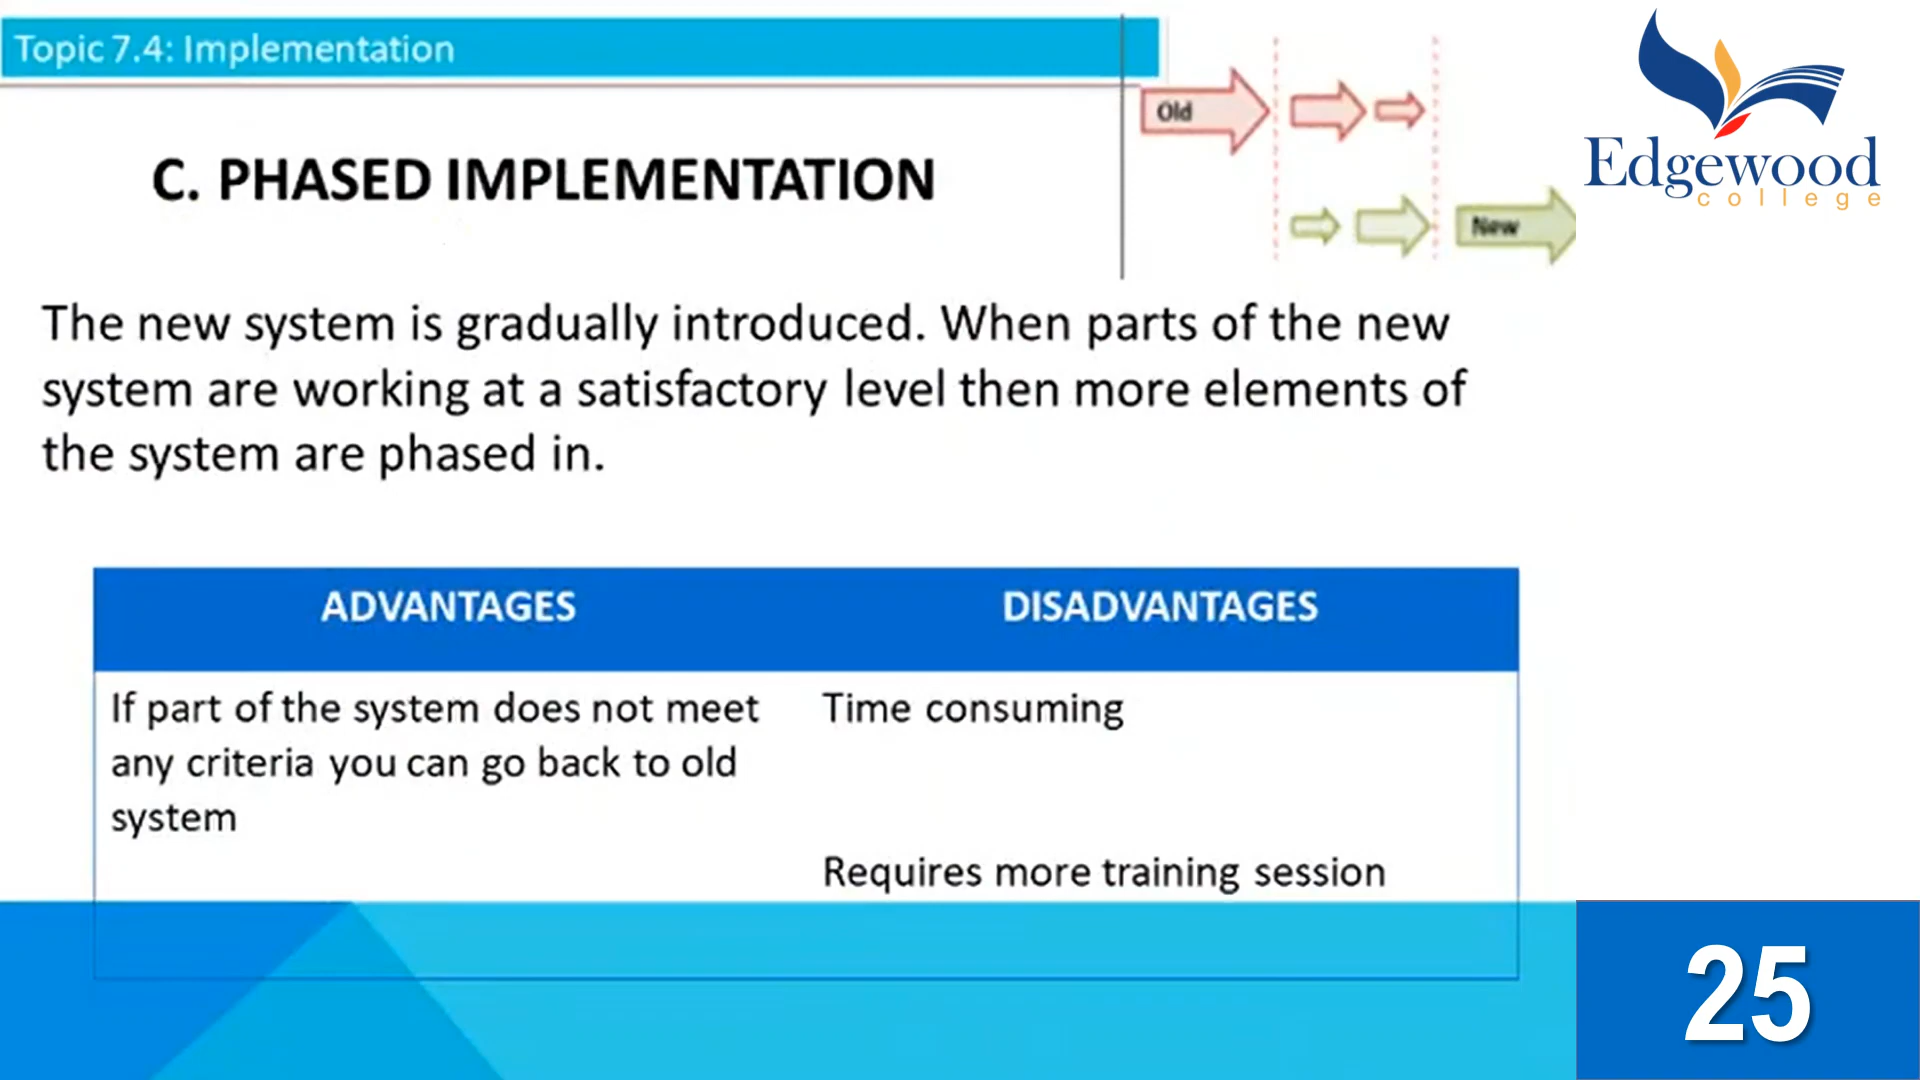 Topic 7.4: Implementation
Old
Edgewood
college
C. PHASED IMPLEMENTATION
New
The new system is gradually introduced. When parts of the new
system are working at a satisfactory level then more elements of
the system are phased in.
ADVANTAGES
DISADVANTAGES
If part of the system does not meet
any criteria you can go back to old
system
Time consuming
Requires more training session
25